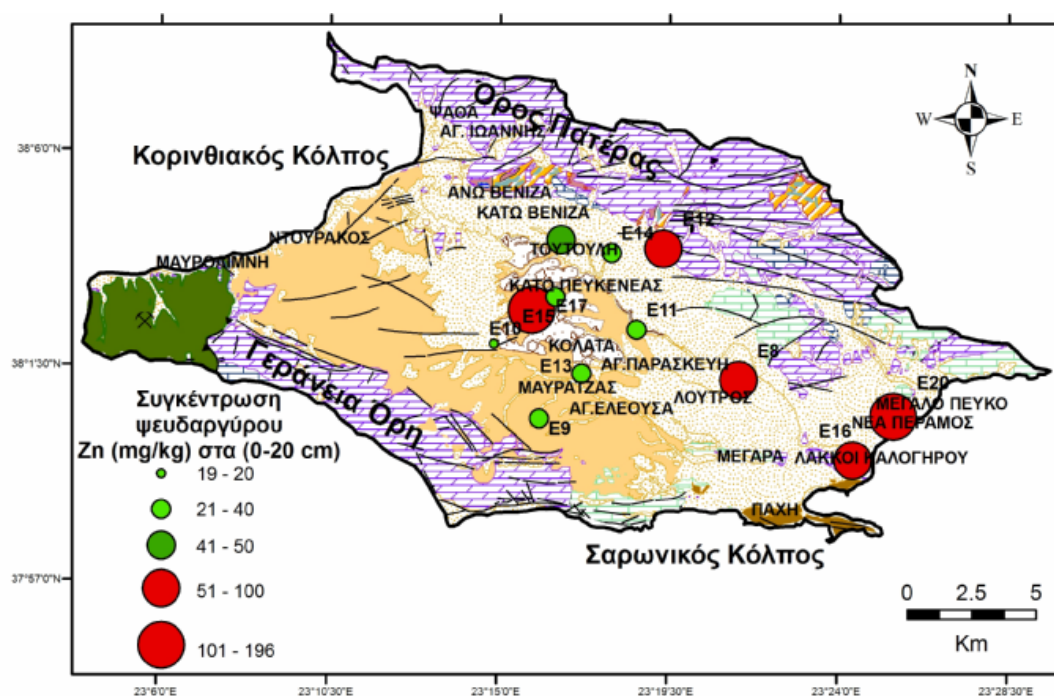 N
W E
S
Κορινθιακός Κόλπος
Όρος Πατέρας
ΨΑΘΑ
ΑΓ. ΙΩΑΝΝΗΣ
ΑΝΩ ΒΕΝΙΖΑ
ΚΑΤΩ ΒΕΝΙΖΑ
E12
E14
ΤΟΥΤΟΥΛΗ
ΝΤΟΥΡΑΚΟΣ
ΜΑΥΡΟΛΙΜΝΗ
ΚΑΤΟ ΠΕΥΚΕΝΕΑΣ
E17
E15
E11
E10
ΚΟΛΑΤΑ
E8
E13
ΑΓ.ΠΑΡΑΣΚΕΥΗ
ΜΑΥΡΑΤΖΑΣ
ΛΟΥΤΡΟΣ
E20
ΜΕΓΑΛΟ ΠΕΥΚΟ
ΝΕΑ ΠΕΡΑΜΟΣ
ΑΓ.ΕΛΕΟΥΣΑ
E9
E16
ΜΕΓΑΡΑ
ΛΑΚΚΟΙ ΚΑΛΟΓΗΡΟΥ
ΠΑΧΗ
Γεράνεια Όρη
Σαρωνικός Κόλπος
Συγκέντρωση
ψευδαργύρου
Zn (mg/kg) στα (0-20 cm)
19 - 20
21 - 40
41 - 50
51 - 100
101 - 196
0 2.5 5
Km
38°6'0"N
38°1'30"N
37°57'0"N
23°6'0"E 23°10'30"E 23°15'0"E 23°19'30"E 23°24'0"E 23°28'30"E